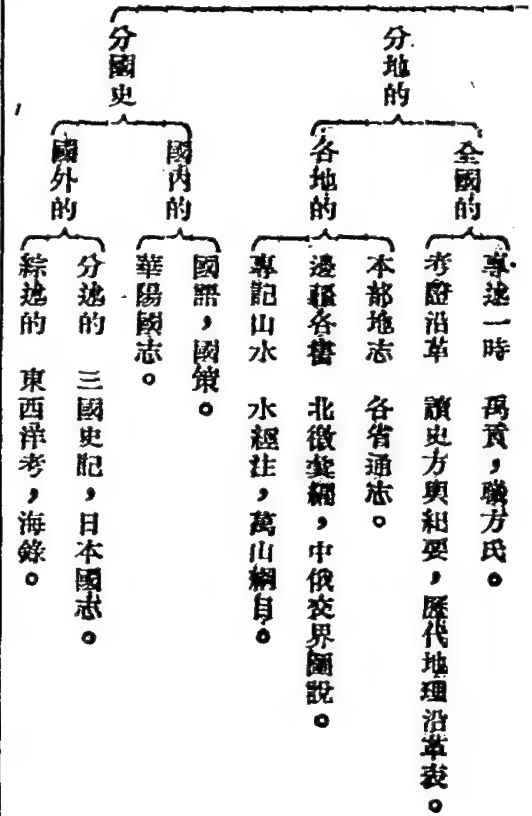 分地的
全國的
專述一時　禹貢，職方氏。
考證沿革　讀史方輿紀要，歷代地理沿革表。
各地的
本部地志　各省通志。
邊疆各書　北徼彙編，中俄交界圖說。
專記山水　水經注，萬山綱目。
分國史
國內的
國語，國策。
華陽國志。
國外的
分述的　三國史記，日本國志。
綜述的　東西洋考，海錄。